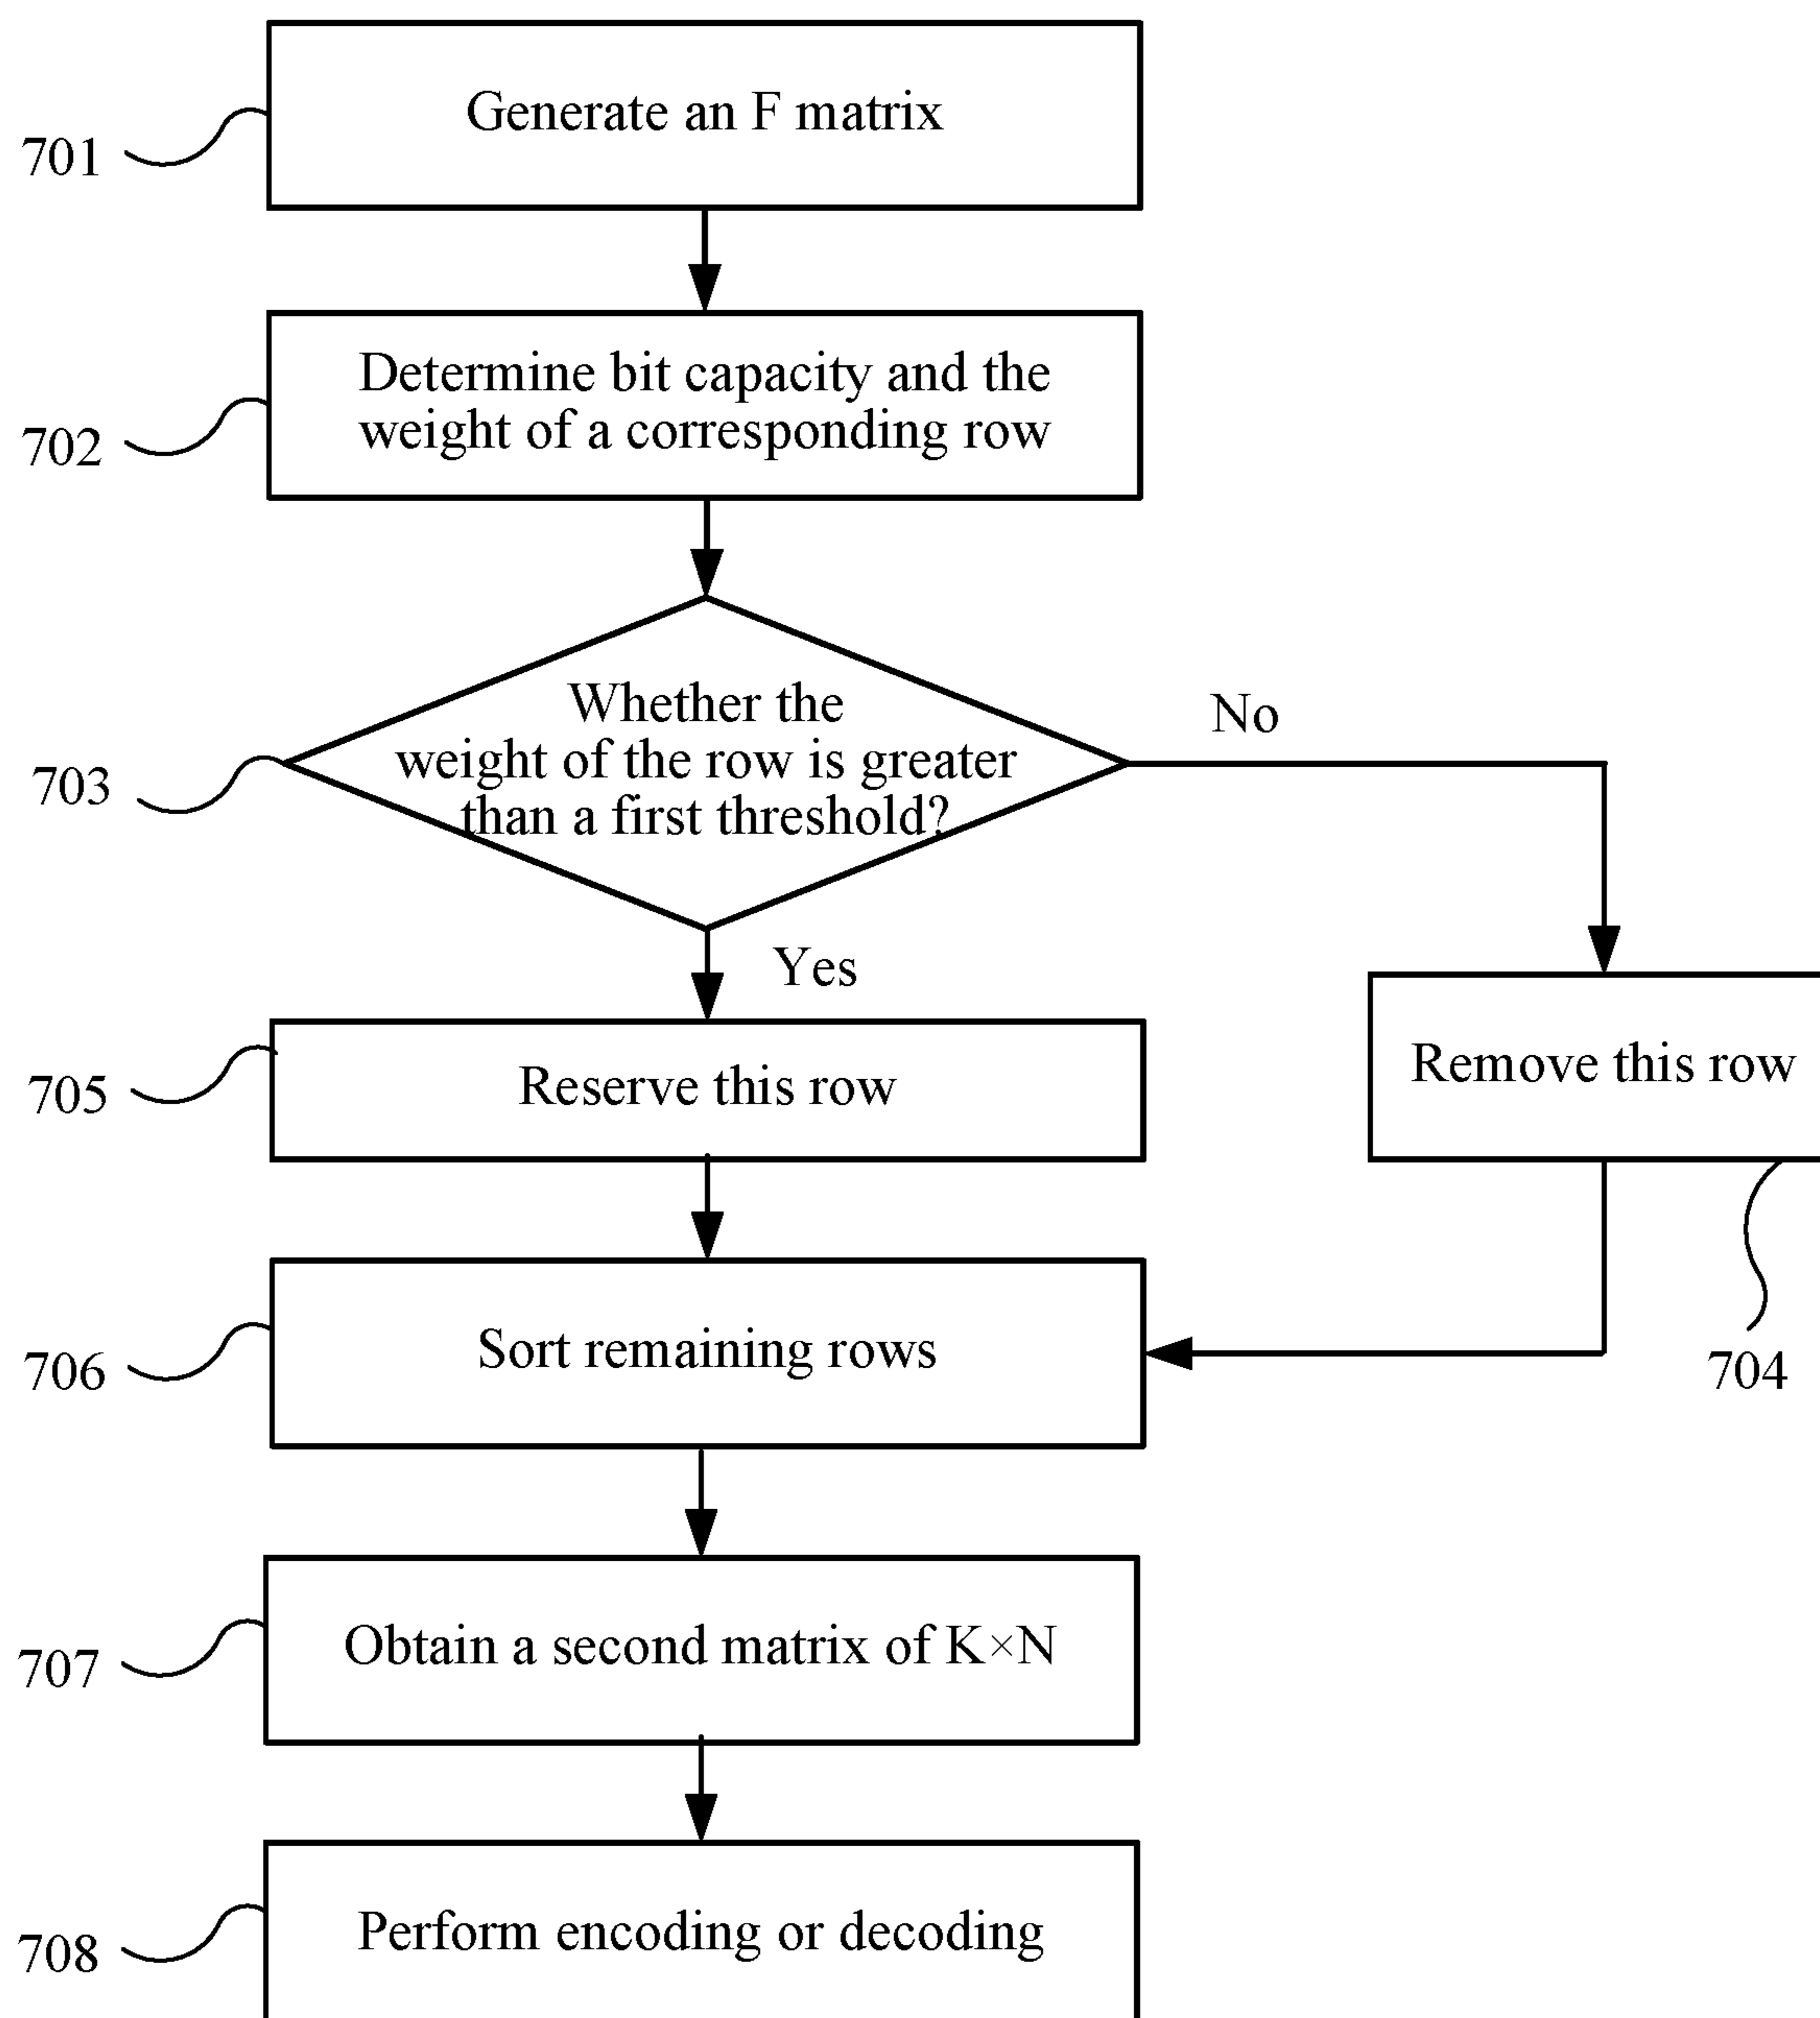 701
Generate an F matrix
702
Determine bit capacity and the
weight of a corresponding row
703
Whether the
weight of the row is greater
than a first threshold?
No
Yes
705
Reserve this row
Remove this row
704
706
Sort remaining rows
707
Obtain a second matrix of K×N
708
Perform encoding or decoding